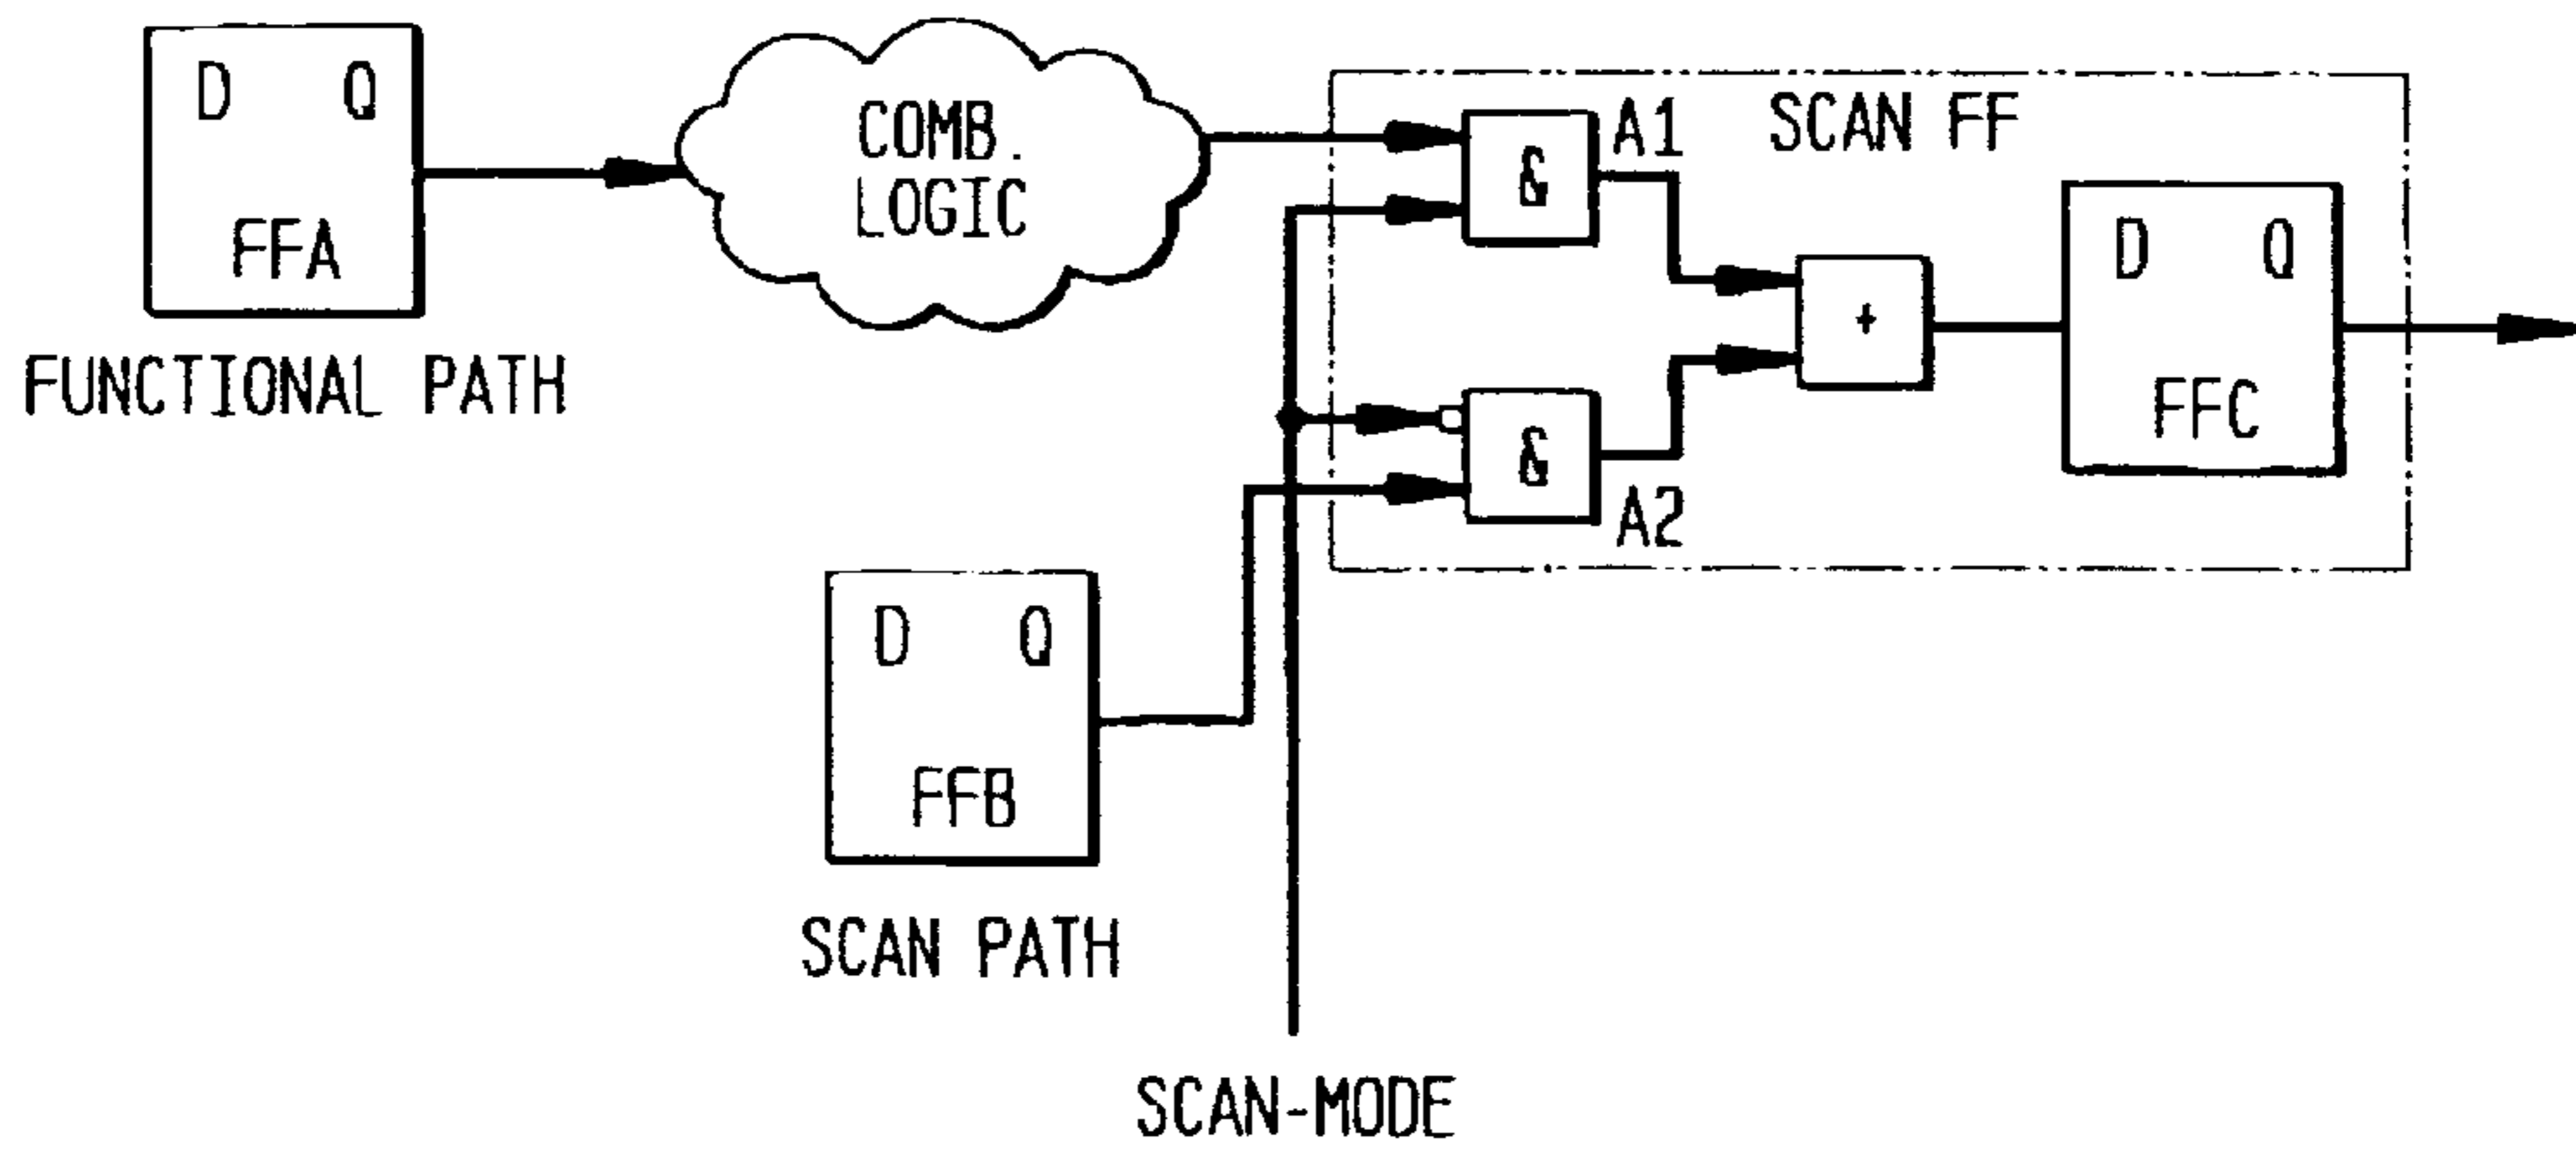 D Q
FFA
FUNCTIONAL PATH
COMB.
LOGIC
& A1
SCAN FF
+
D Q
FFC
&
A2
D Q
FFB
SCAN PATH
SCAN-MODE